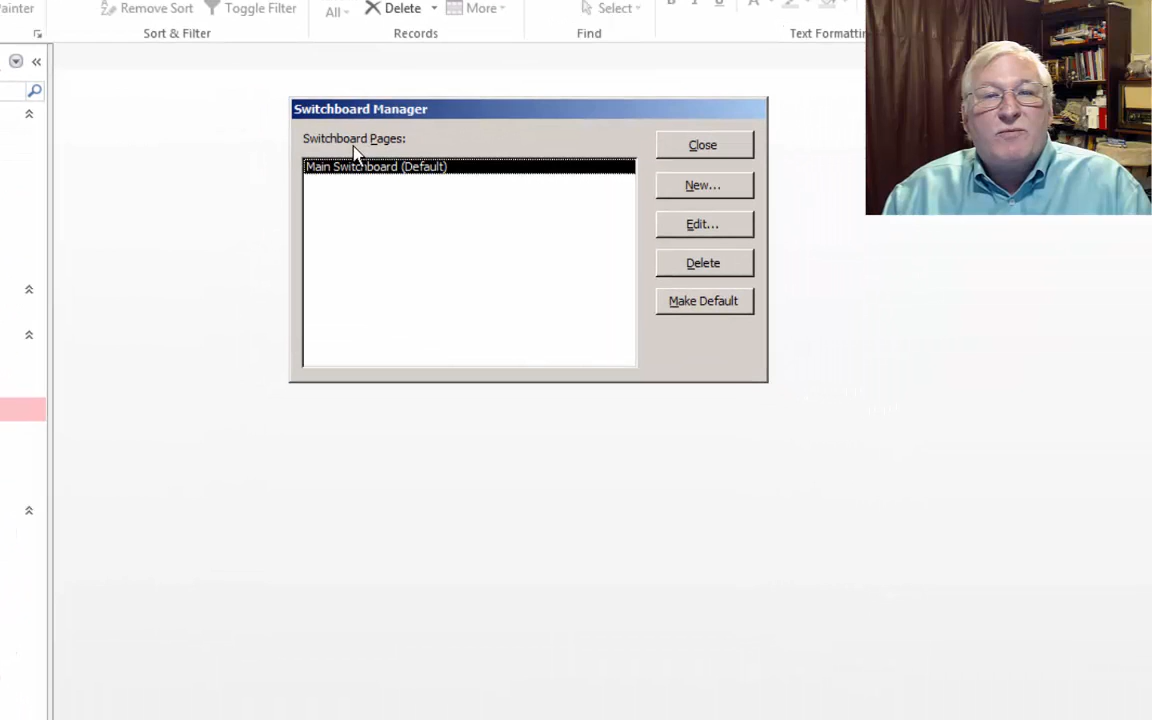 ainter
Remove Sort
Toggle Filter
All
Delete
More
Select
Sort & Filter
Records
Find
Text Formattin
Switchboard Manager
Switchboard Pages:
Main Switchboard (Default)
Close
New...
Edit...
Delete
Make Default